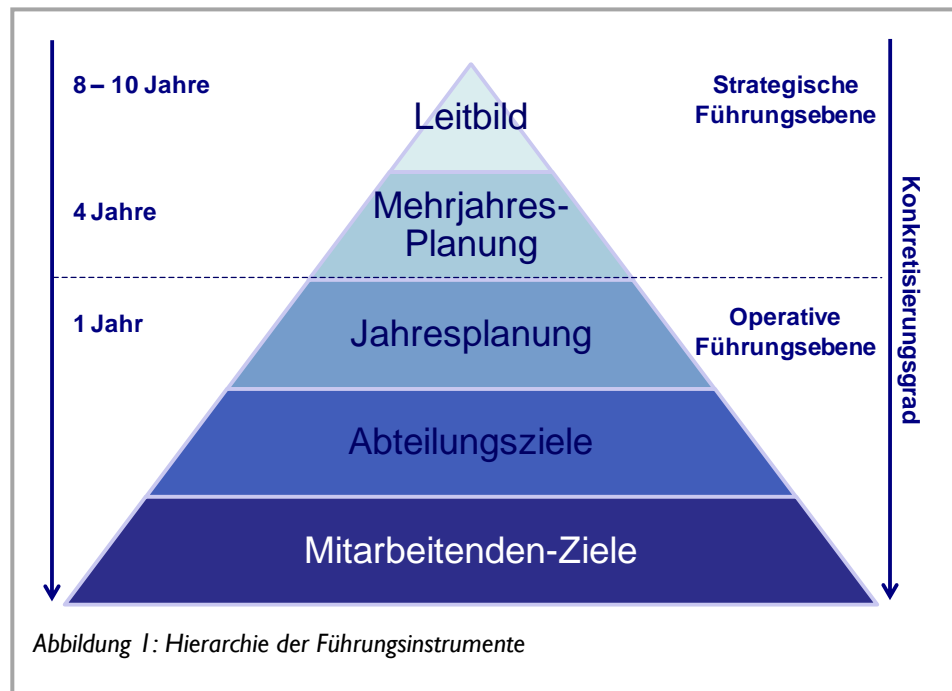 8 – 10 Jahre
Strategische
Führungsebene
Leitbild
4 Jahre
Mehrjahres-
Planung
Konkretisierungsgrad
1 Jahr
Operative
Führungsebene
Jahresplanung
Abteilungsziele
Mitarbeitenden-Ziele
Abbildung 1: Hierarchie der Führungsinstrumente